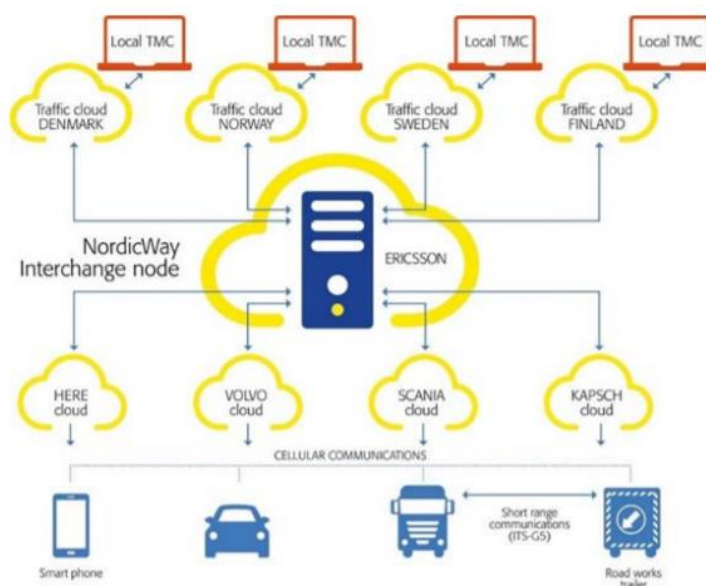 Local TMC
Local TMC
Local TMC
Local TMC
Traffic cloud
DENMARK
Traffic cloud
NORWAY
Traffic cloud
SWEDEN
Traffic cloud
FINLAND
NordicWay
Interchange node
ERICSSON
HERE
cloud
VOLVO
cloud
SCANIA
cloud
KAPSCH
cloud
CELLULAR COMMUNICATIONS
Short range
communications
(ITS-G5)
Smart phone
Road works
trailer